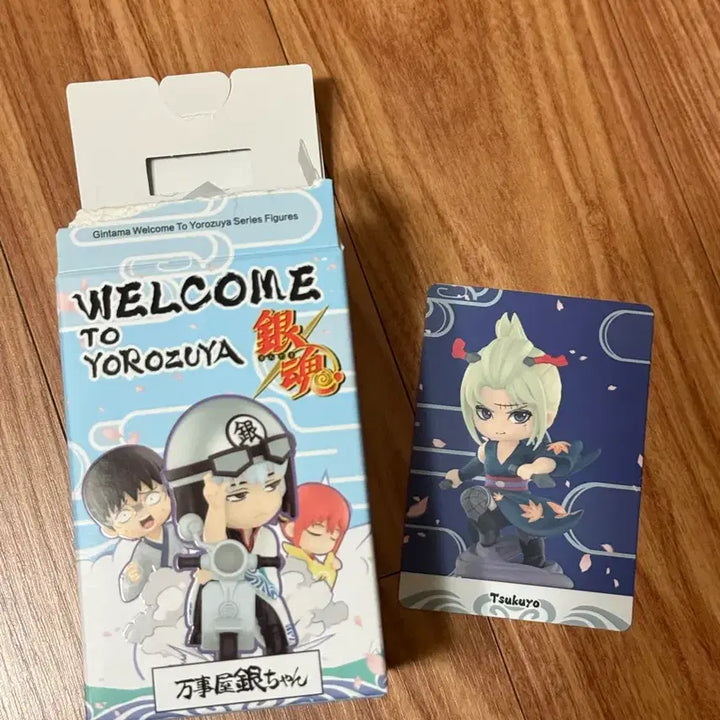 Gintama Welcome To Yorozuya Series Figures
WELCOME
TO
YOROZUYA
銀魂
銀
万事屋銀ちゃん
Tsukuyo